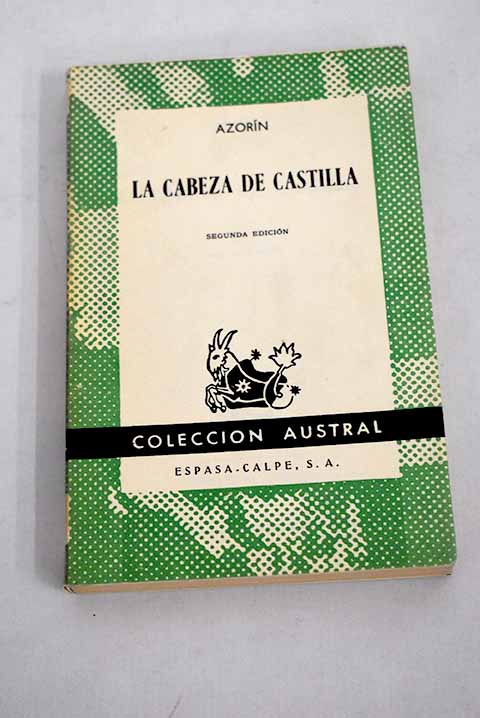 AZORÍN
LA CABEZA DE CASTILLA
SEGUNDA EDICIÓN
COLECCION AUSTRAL
ESPASA-CALPE, S. A.